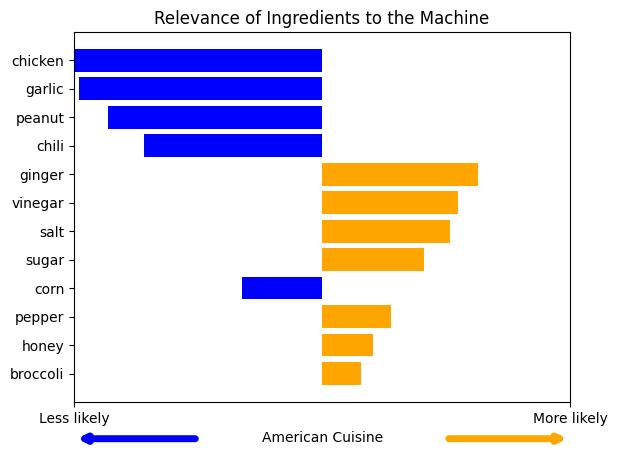 Relevance of Ingredients to the Machine
chicken
garlic
peanut
chili
ginger
vinegar
salt
sugar
corn
pepper
honey
broccoli
Less likely
More likely
American Cuisine